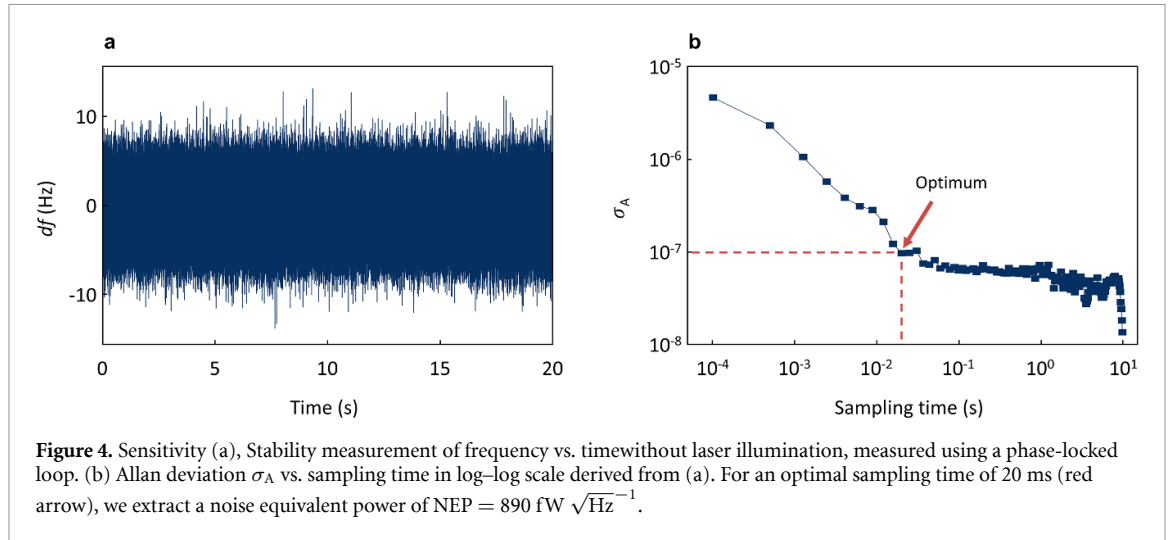 a
10
0
-10
df (Hz)
0
5
10
15
20
Time (s)
b
10⁻⁵
10⁻⁶
10⁻⁷
10⁻⁸
σA
Optimum
10⁻⁴
10⁻³
10⁻²
10⁻¹
10⁰
10¹
Sampling time (s)
Figure 4. Sensitivity (a), Stability measurement of frequency vs. timewithout laser illumination, measured using a phase-locked
loop. (b) Allan deviation σA vs. sampling time in log–log scale derived from (a). For an optimal sampling time of 20 ms (red
arrow), we extract a noise equivalent power of NEP = 890 fW √Hz⁻¹.